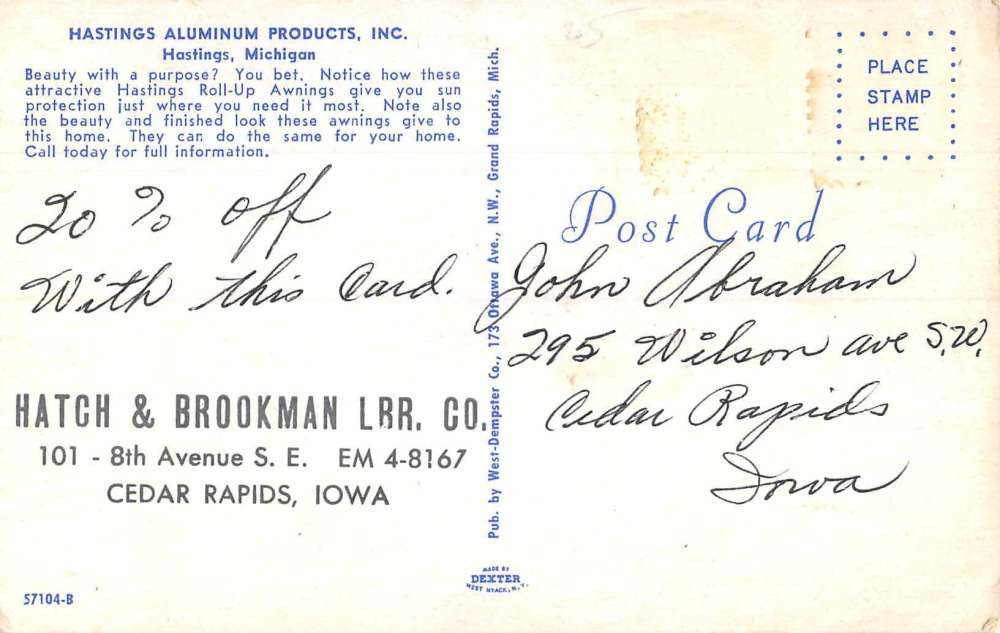 HASTINGS ALUMINUM PRODUCTS, INC.
Hastings, Michigan
Beauty with a purpose? You bet. Notice how these
attractive Hastings Roll-Up Awnings give you sun
protection just where you need it most. Note also
the beauty and finished look these awnings give to
this home. They can do the same for your home.
Call today for full information.
20 % off
With this Card.
HATCH & BROOKMAN LBR. CO.
101 - 8th Avenue S. E. EM 4-8167
CEDAR RAPIDS, IOWA
57104-B
Pub. by West-Dempster Co., 173 Ottawa Ave., N.W., Grand Rapids, Mich.
MADE BY
DEXTER
WEST NYACK, N.Y.
PLACE
STAMP
HERE
Post Card
John Abraham
295 Wilson ave S.W.
Cedar Rapids
Iowa